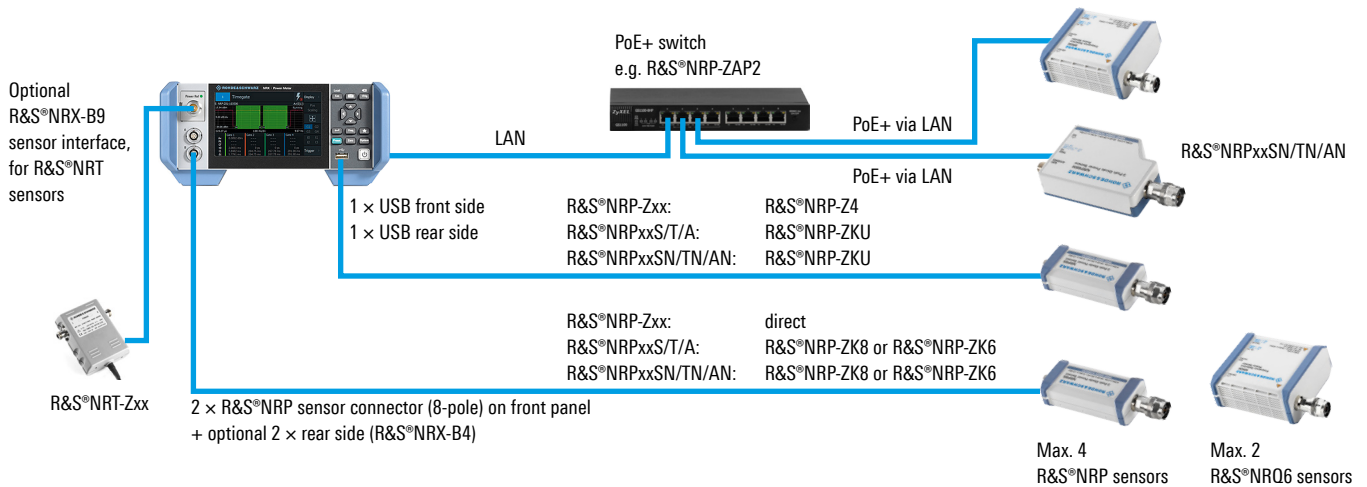 PoE+ switch
e.g. R&S®NRP-ZAP2
Optional
R&S®NRX-B9
sensor interface,
for R&S®NRT
sensors
LAN
PoE+ via LAN
PoE+ via LAN
R&S®NRPxxSN/TN/AN
1 × USB front side
1 × USB rear side
R&S®NRP-Zxx: R&S®NRP-Z4
R&S®NRPxxS/T/A: R&S®NRP-ZKU
R&S®NRPxxSN/TN/AN: R&S®NRP-ZKU
R&S®NRP-Zxx: direct
R&S®NRPxxS/T/A: R&S®NRP-ZK8 or R&S®NRP-ZK6
R&S®NRPxxSN/TN/AN: R&S®NRP-ZK8 or R&S®NRP-ZK6
R&S®NRT-Zxx
2 × R&S®NRP sensor connector (8-pole) on front panel
+ optional 2 × rear side (R&S®NRX-B4)
Max. 4
R&S®NRP sensors
Max. 2
R&S®NRQ6 sensors